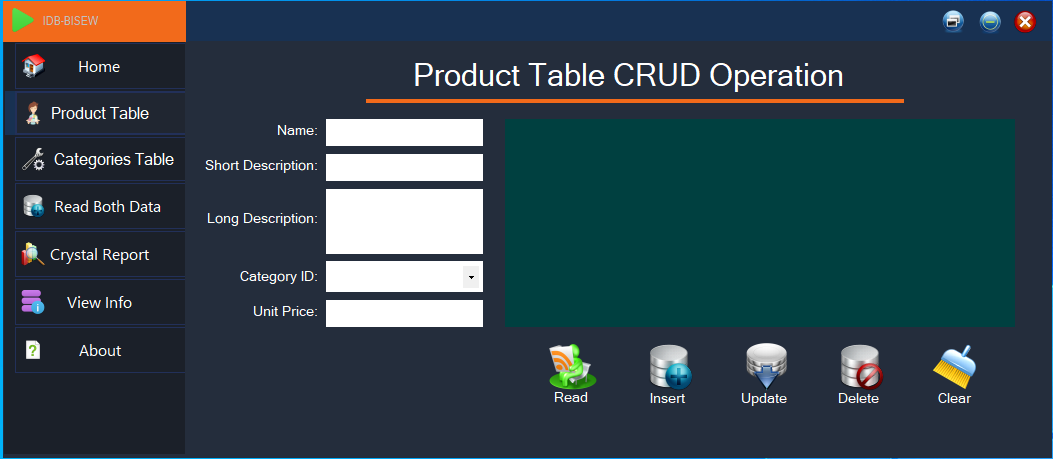 IDB-BISEW
Home
Product Table
Categories Table
Read Both Data
Crystal Report
View Info
About
Product Table CRUD Operation
Name:
Short Description:
Long Description:
Category ID:
Unit Price:
Read
Insert
Update
Delete
Clear